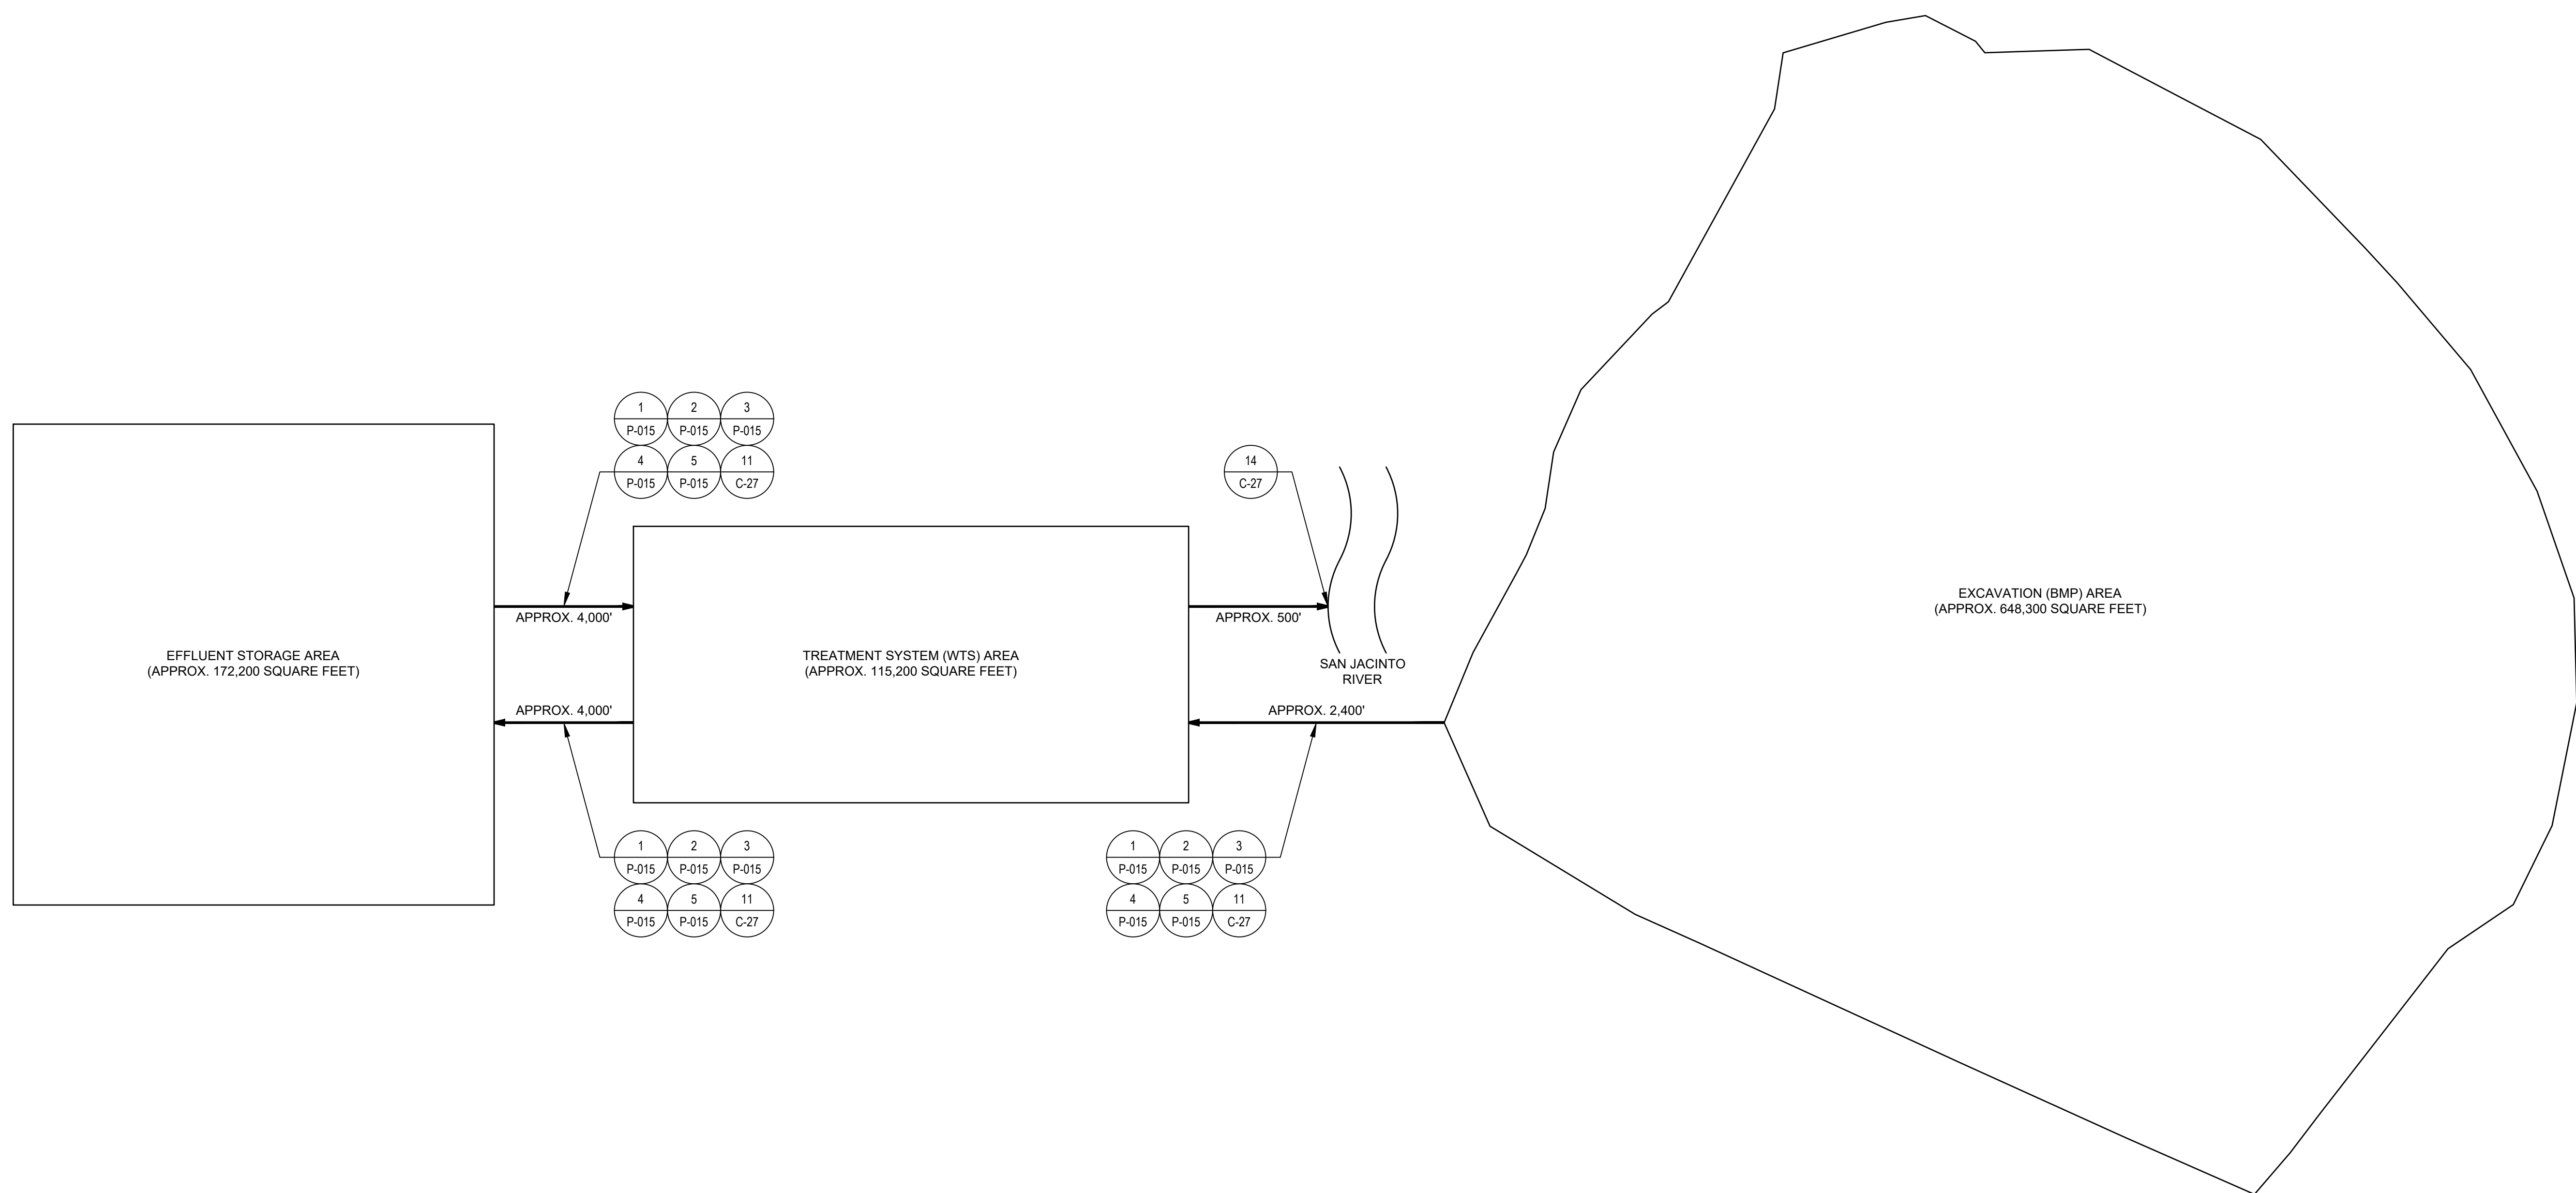 1 2 3
P-015 P-015 P-015
4 5 11
P-015 P-015 C-27
14
C-27
EXCAVATION (BMP) AREA
(APPROX. 648,300 SQUARE FEET)
APPROX. 4,000'
APPROX. 500'
EFFLUENT STORAGE AREA
(APPROX. 172,200 SQUARE FEET)
TREATMENT SYSTEM (WTS) AREA
(APPROX. 115,200 SQUARE FEET)
SAN JACINTO
RIVER
APPROX. 4,000'
APPROX. 2,400'
1 2 3
P-015 P-015 P-015
4 5 11
P-015 P-015 C-27
1 2 3
P-015 P-015 P-015
4 5 11
P-015 P-015 C-27